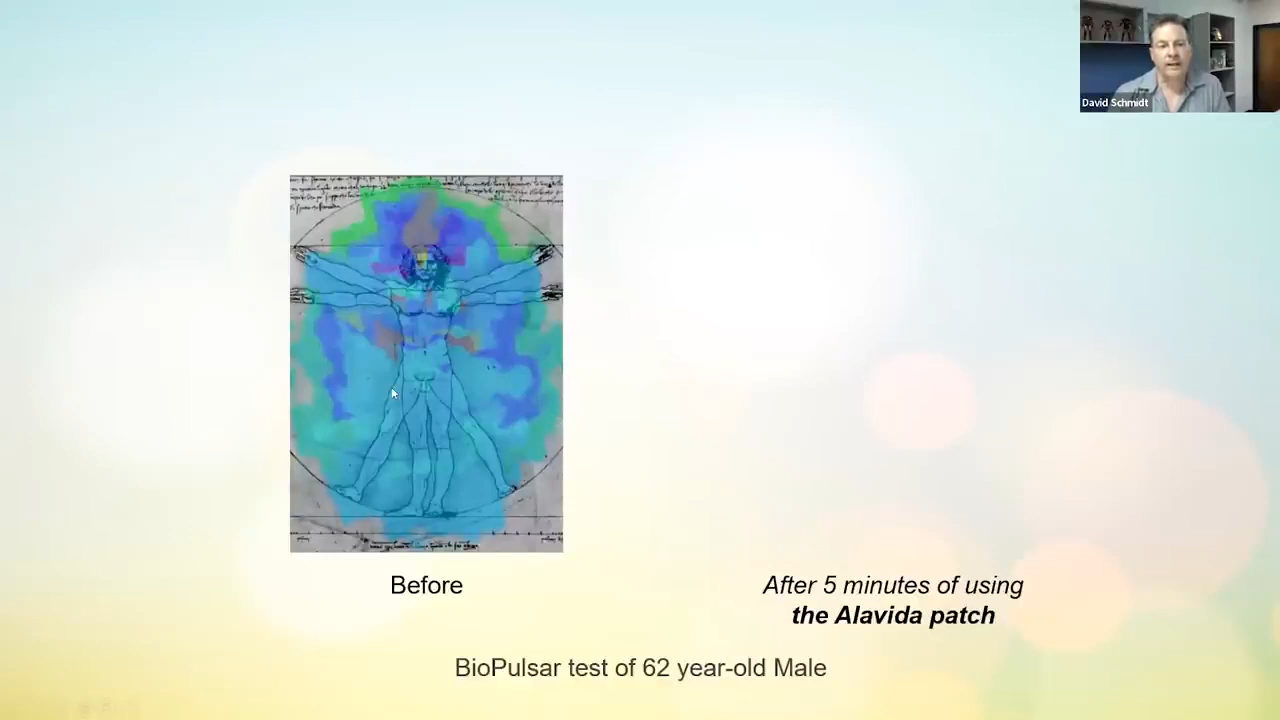 David Schmidt
Before
After 5 minutes of using
the Alavida patch
BioPulsar test of 62 year-old Male